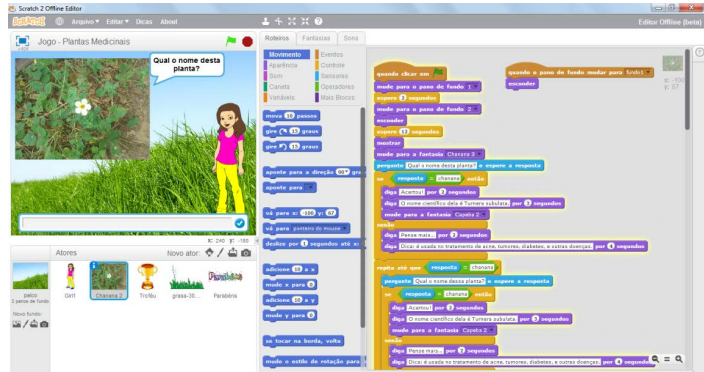 Scratch 2 Offline Editor
SCRATCH Arquivo Editar Dicas About
Editor Offline (beta)
Jogo - Plantas Medicinais
Qual o nome desta planta?
X: 240 y: -180
Atores
Novo ator:
palco
2 panos de fundo
Novo fundo:
Girl1
Chanana 2
Troféu
grass-30...
Parabéns
Roteiros Fantasias Sons
Movimento Eventos
Aparência Controle
Som Sensores
Caneta Operadores
Variáveis Mais Blocos
mova 10 passos
gire 15 graus
gire 15 graus
aponte para a direção 90 gra
aponte para
vá para x: -100 y: 87
vá para ponteiro do mouse
deslize por 1 segundos até x:
adicione 10 a x
mude x para 0
adicione 10 a y
mude y para 0
se tocar na borda, volte
mude o estilo de rotação para
x: -100
y: 87
quando clicar em
mude para o pano de fundo 1
espere 3 segundos
mude para o pano de fundo 2
esconder
espere 12 segundos
mostrar
mude para a fantasia Chanana 3
pergunte Qual o nome desta planta? e espere a resposta
se resposta = chanana então
diga Acertou! por 2 segundos
diga O nome científico dela é Turnera subulata. por 3 segundos
mude para a fantasia Capeba 2
senão
diga Pense mais... por 2 segundos
diga Dica: é usada no tratamento de acne, tumores, diabetes, e outras doenças. por 4 segundos
repita até que resposta = chanana
pergunte Qual o nome dessa planta? e espere a resposta
se resposta = chanana então
diga Acertou! por 2 segundos
diga O nome científico dela é Turnera subulata. por 3 segundos
mude para a fantasia Capeba 2
senão
diga Pense mais... por 2 segundos
diga Dica: é usada no tratamento de acne, tumores, diabetes, e outras doenças. por 4 segundos
quando o pano de fundo mudar para fundo1
esconder